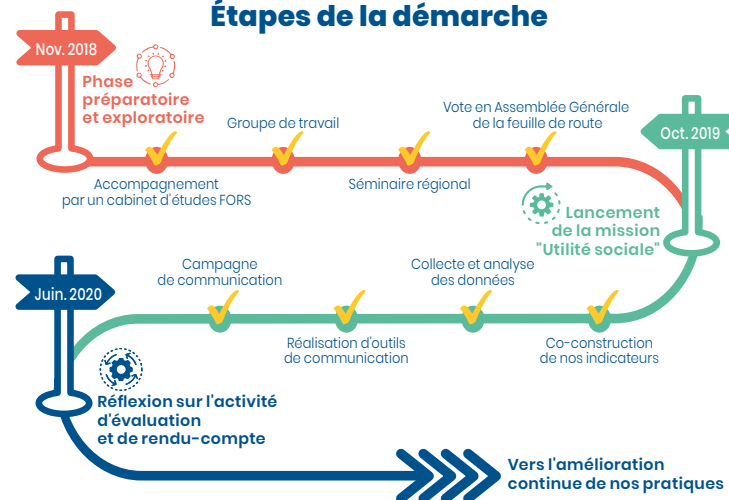 Étapes de la démarche
Nov. 2018
Phase
préparatoire
et exploratoire
Accompagnement
par un cabinet d'études FORS
Groupe de travail
Séminaire régional
Vote en Assemblée Générale
de la feuille de route
Oct. 2019
Lancement
de la mission
"Utilité sociale"
Co-construction
de nos indicateurs
Collecte et analyse
des données
Réalisation d'outils
de communication
Campagne
de communication
Juin. 2020
Réflexion sur l'activité
d'évaluation
et de rendu-compte
Vers l'amélioration
continue de nos pratiques